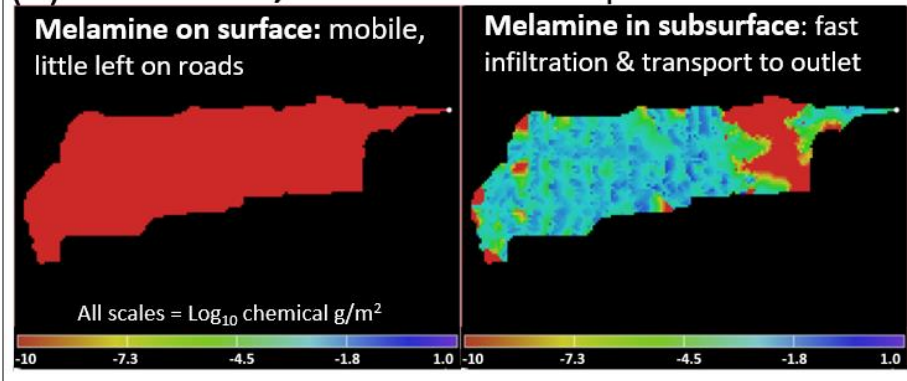 Melamine on surface: mobile,
little left on roads
Melamine in subsurface: fast
infiltration & transport to outlet
All scales = Log₁₀ chemical g/m²
-10 -7.3 -4.5 -1.8 1.0
-10 -7.3 -4.5 -1.8 1.0